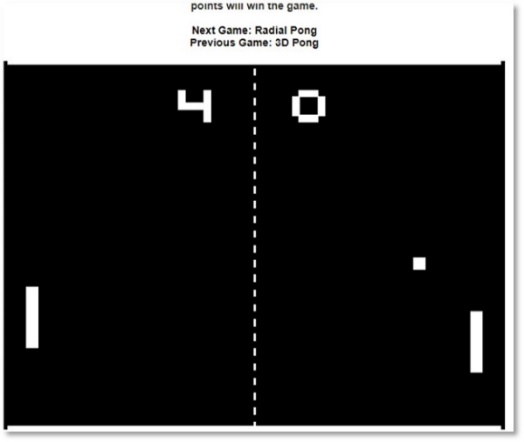 points will win the game.
Next Game: Radial Pong
Previous Game: 3D Pong
4 0